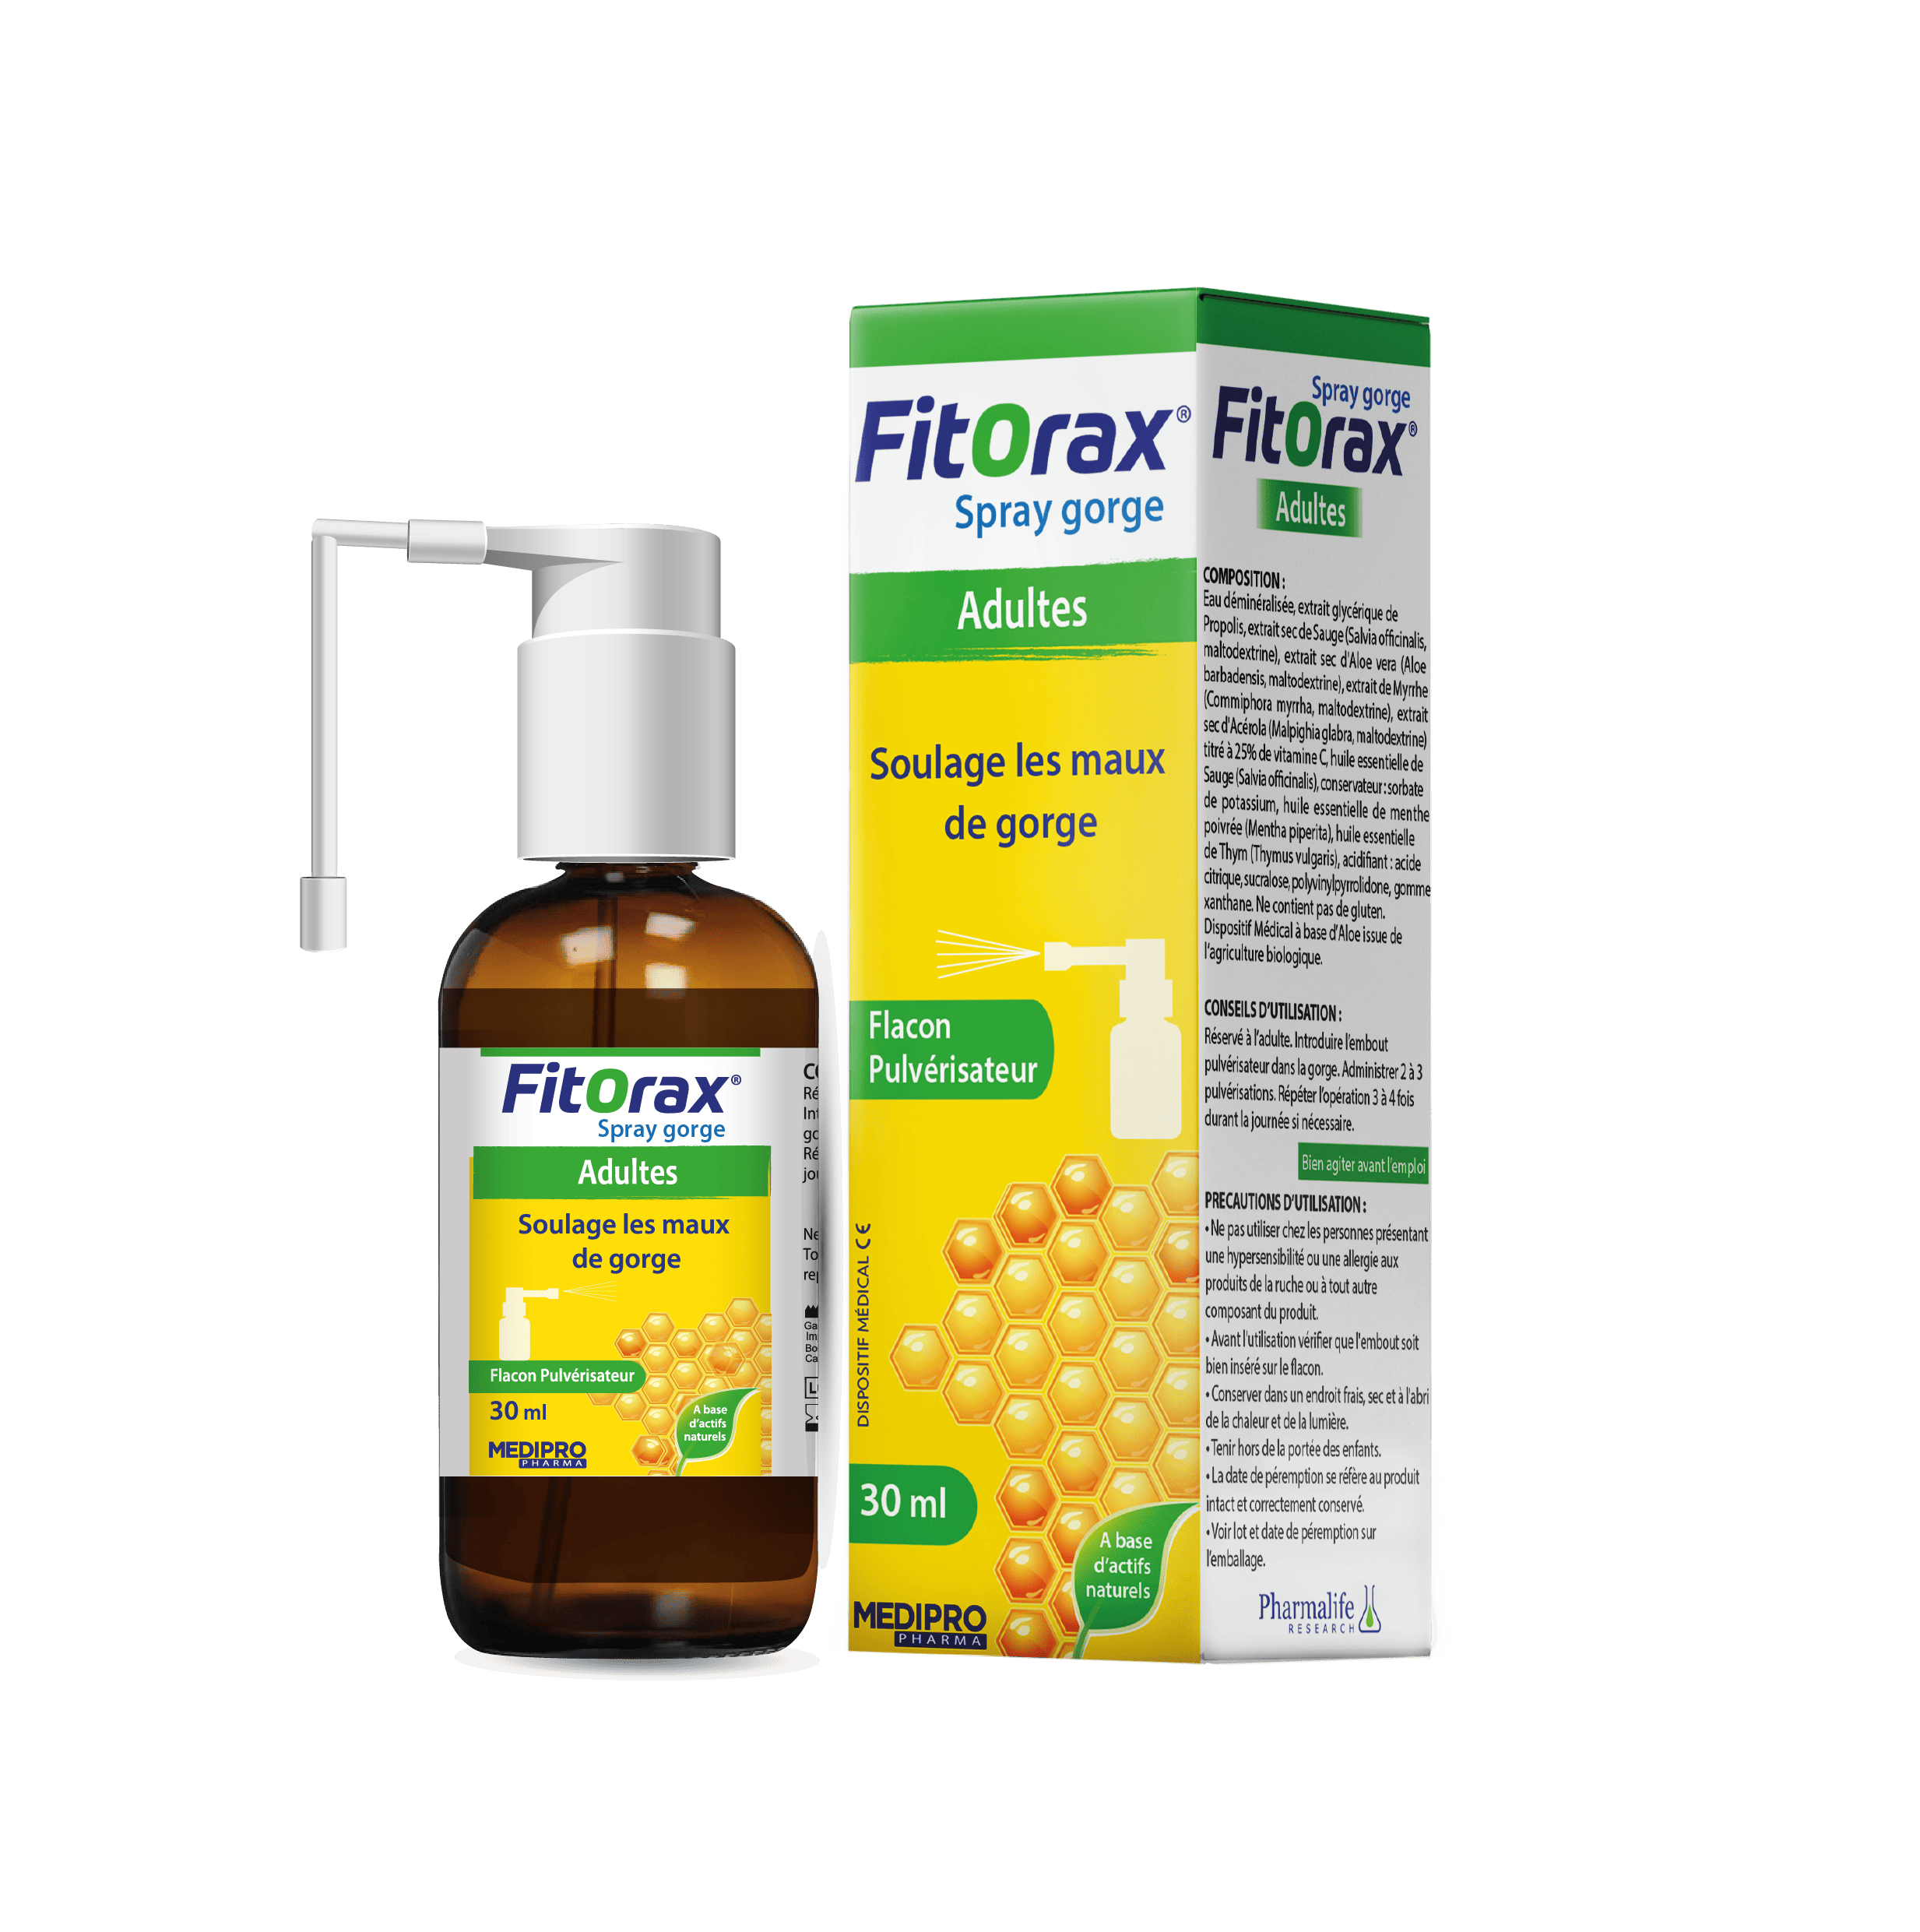 Fitorax®
Spray gorge
Adultes
Soulage les maux
de gorge
Flacon Pulvérisateur
30 ml
A base
d'actifs
naturels
MEDIPRO
PHARMA
Fitorax®
Spray gorge
Adultes
Soulage les maux
de gorge
Flacon
Pulvérisateur
DISPOSITIF MÉDICAL CE
30 ml
A base
d'actifs
naturels
MEDIPRO
PHARMA
Spray gorge
Fitorax®
Adultes
COMPOSITION :
Eau déminéralisée, extrait glycérique de
Propolis, extrait sec de Sauge (Salvia officinalis,
maltodextrine), extrait sec d'Aloe vera (Aloe
barbadensis, maltodextrine), extrait de Myrrhe
(Commiphora myrrha, maltodextrine), extrait
sec d'Acérola (Malpighia glabra, maltodextrine)
titré à 25% de vitamine C, huile essentielle de
Sauge (Salvia officinalis), conservateur : sorbate
de potassium, huile essentielle de menthe
poivrée (Mentha piperita), huile essentielle
de Thym (Thymus vulgaris), acidifiant : acide
citrique, sucralose, polyvinylpyrrolidone, gomme
xanthane. Ne contient pas de gluten.
Dispositif Médical à base d'Aloe issue de
l'agriculture biologique.
CONSEILS D'UTILISATION :
Réservé à l'adulte. Introduire l'embout
pulvérisateur dans la gorge. Administrer 2 à 3
pulvérisations. Répéter l'opération 3 à 4 fois
durant la journée si nécessaire.
Bien agiter avant l'emploi
PRECAUTIONS D'UTILISATION :
• Ne pas utiliser chez les personnes présentant
une hypersensibilité ou une allergie aux
produits de la ruche ou à tout autre
composant du produit.
• Avant l'utilisation vérifier que l'embout soit
bien inséré sur le flacon.
• Conserver dans un endroit frais, sec et à l'abri
de la chaleur et de la lumière.
• Tenir hors de la portée des enfants.
• La date de péremption se réfère au produit
intact et correctement conservé.
• Voir lot et date de péremption sur
l'emballage.
Pharmalife
RESEARCH